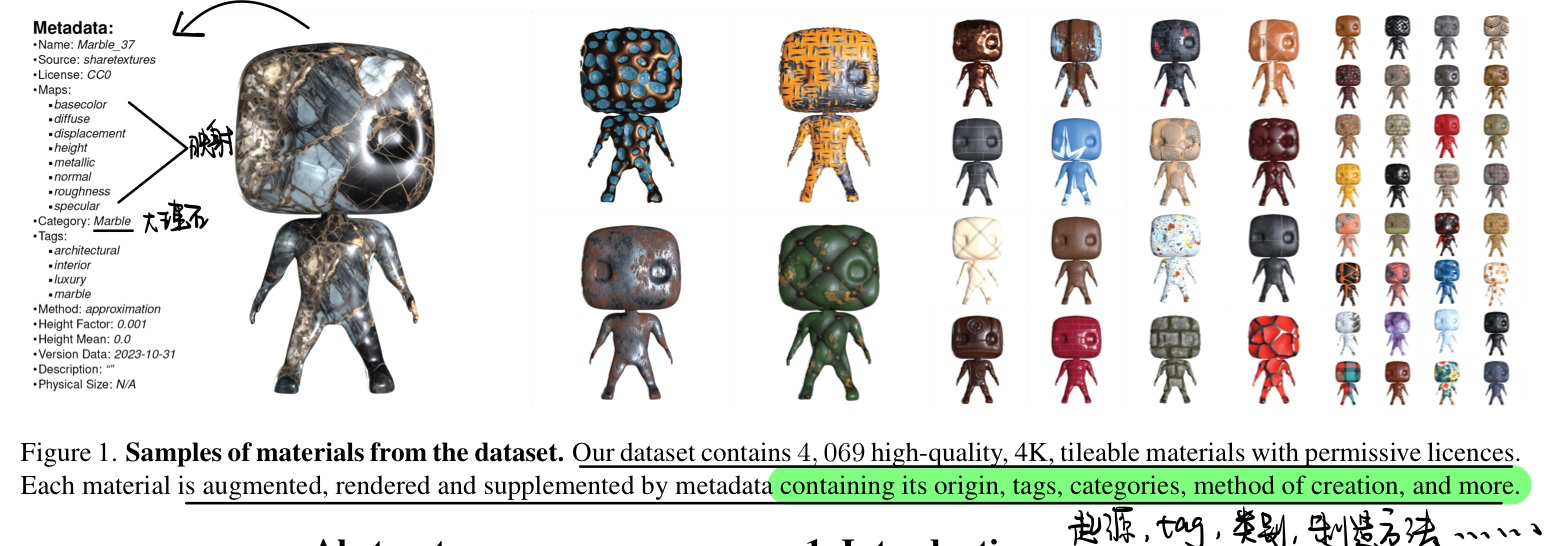 Metadata:
•Name: Marble_37
•Source: sharetextures
•License: CC0
•Maps:
▪basecolor
▪diffuse
▪displacement
▪height
▪metallic
▪normal
▪roughness
▪specular
映射
•Category: Marble 大理石
•Tags:
▪architectural
▪interior
▪luxury
▪marble
•Method: approximation
•Height Factor: 0.001
•Height Mean: 0.0
•Version Data: 2023-10-31
•Description: “”
•Physical Size: N/A
Figure 1. Samples of materials from the dataset. Our dataset contains 4, 069 high-quality, 4K, tileable materials with permissive licences.
Each material is augmented, rendered and supplemented by metadata containing its origin, tags, categories, method of creation, and more.
起源, tag, 类别, 制造方法 ......